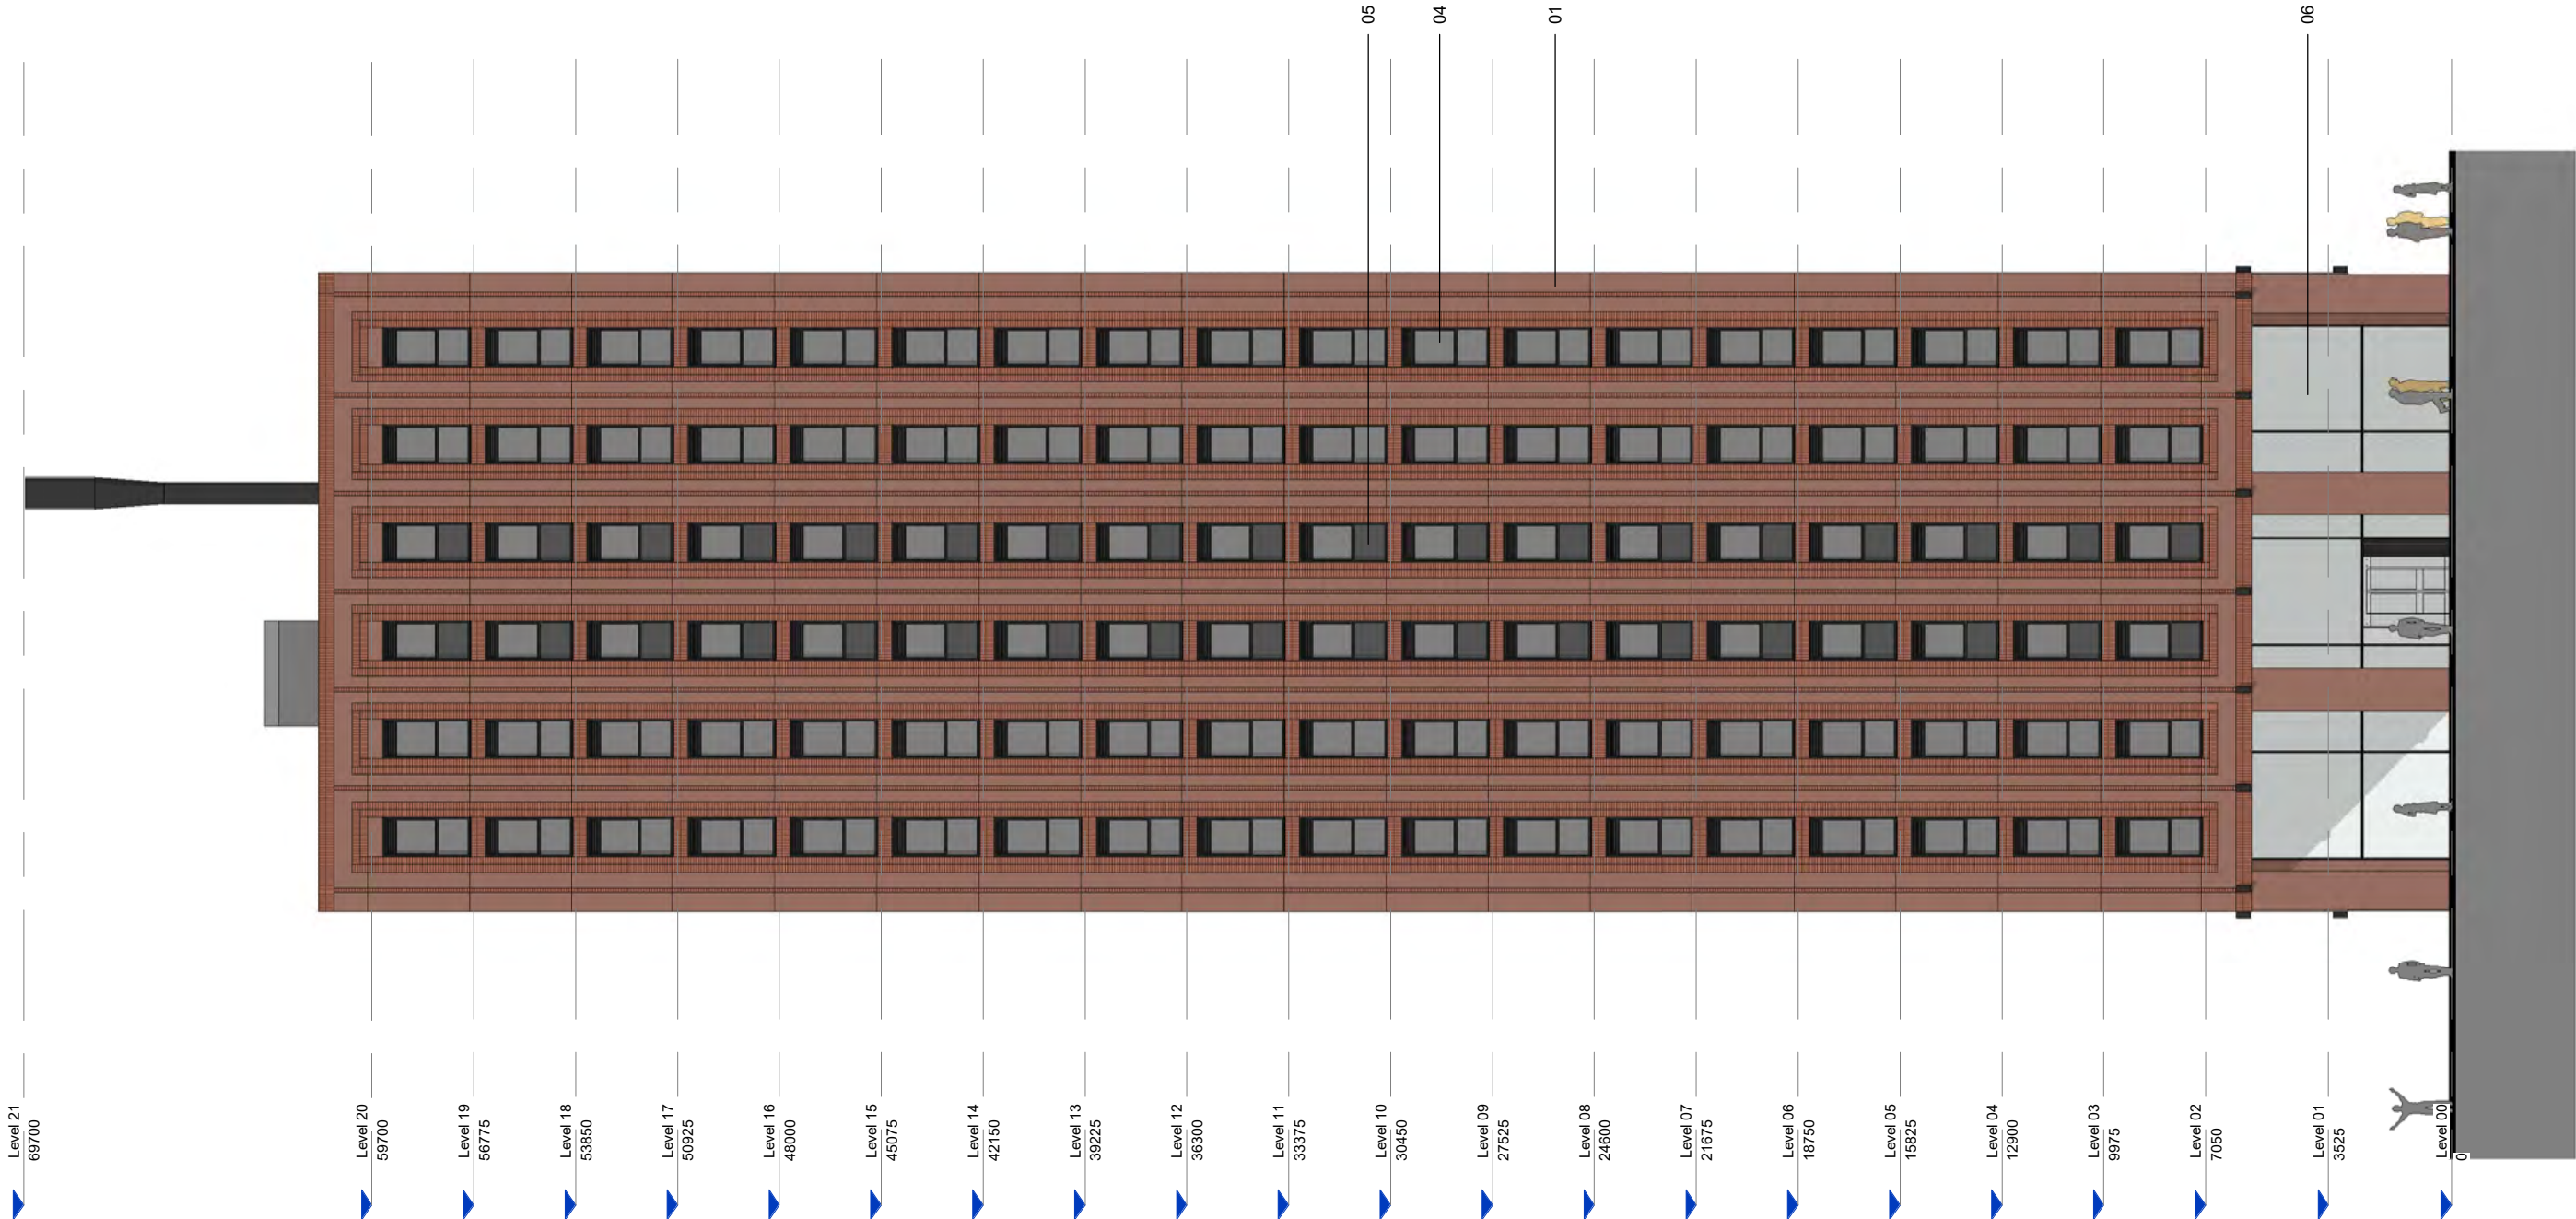 05
04
01
06
Level 21
69700
Level 20
59700
Level 19
56775
Level 18
53850
Level 17
50925
Level 16
48000
Level 15
45075
Level 14
42150
Level 13
39225
Level 12
36300
Level 11
33375
Level 10
30450
Level 09
27525
Level 08
24600
Level 07
21675
Level 06
18750
Level 05
15825
Level 04
12900
Level 03
9975
Level 02
7050
Level 01
3525
Level 00
0